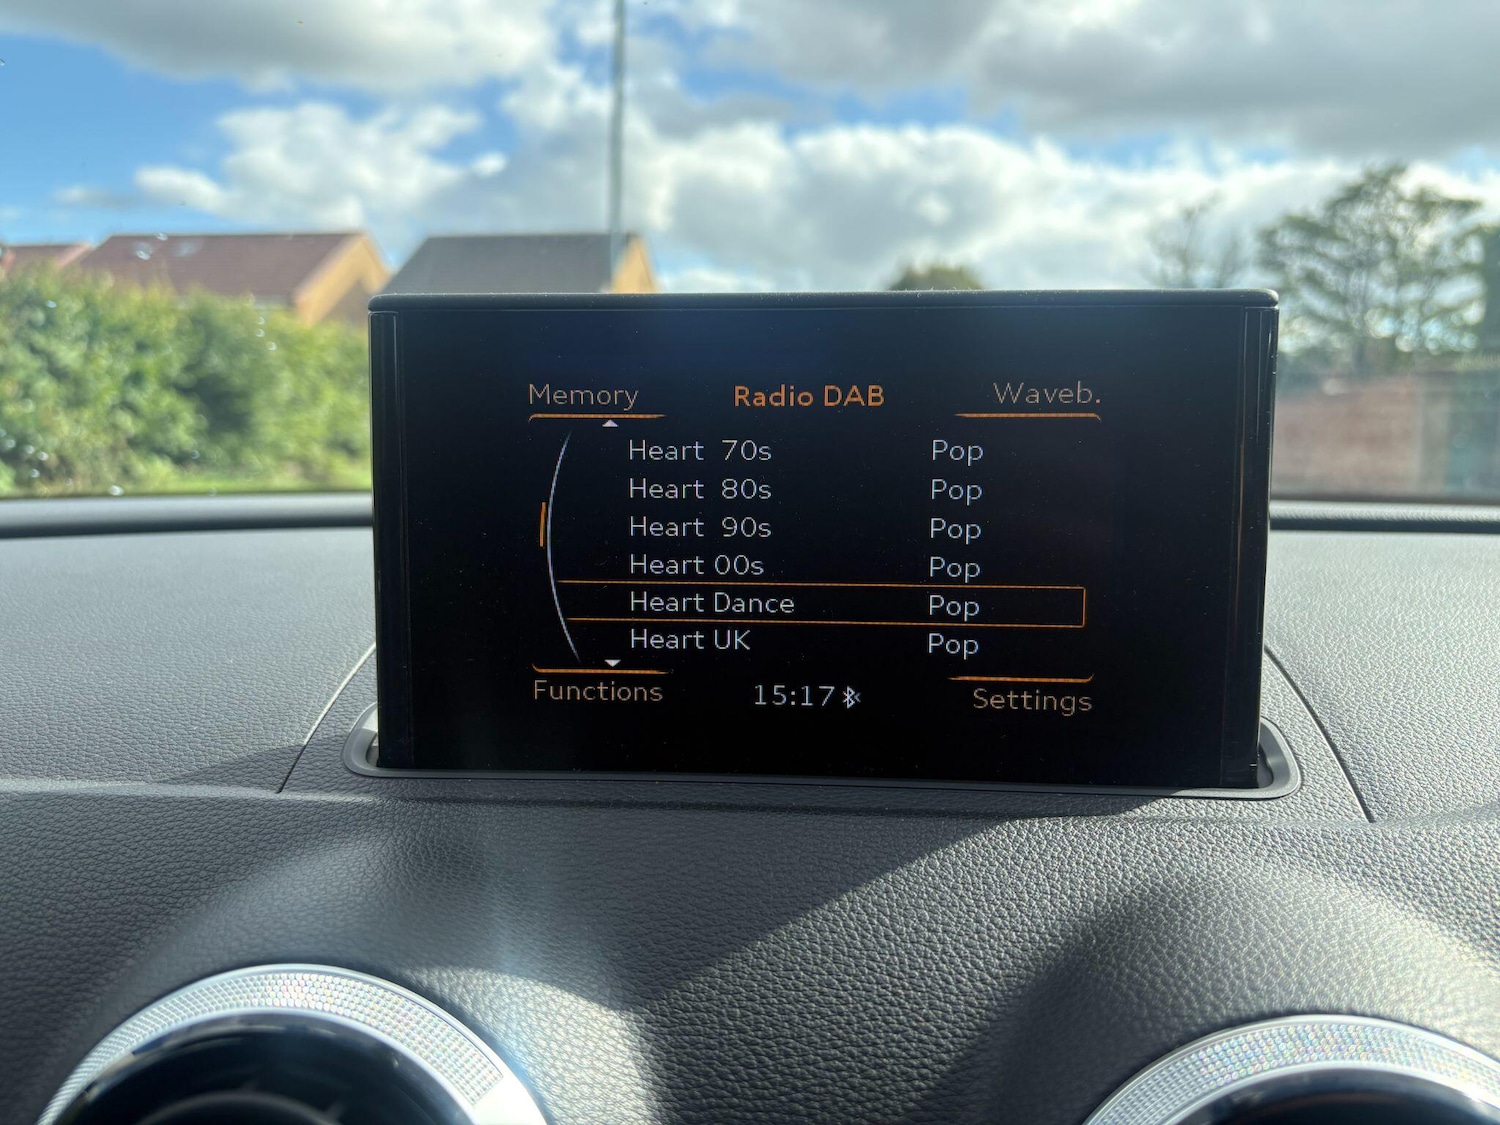 Memory Radio DAB Waveb.
Heart 70s Pop
Heart 80s Pop
Heart 90s Pop
Heart 00s Pop
Heart Dance Pop
Heart UK Pop
Functions 15:17 Settings